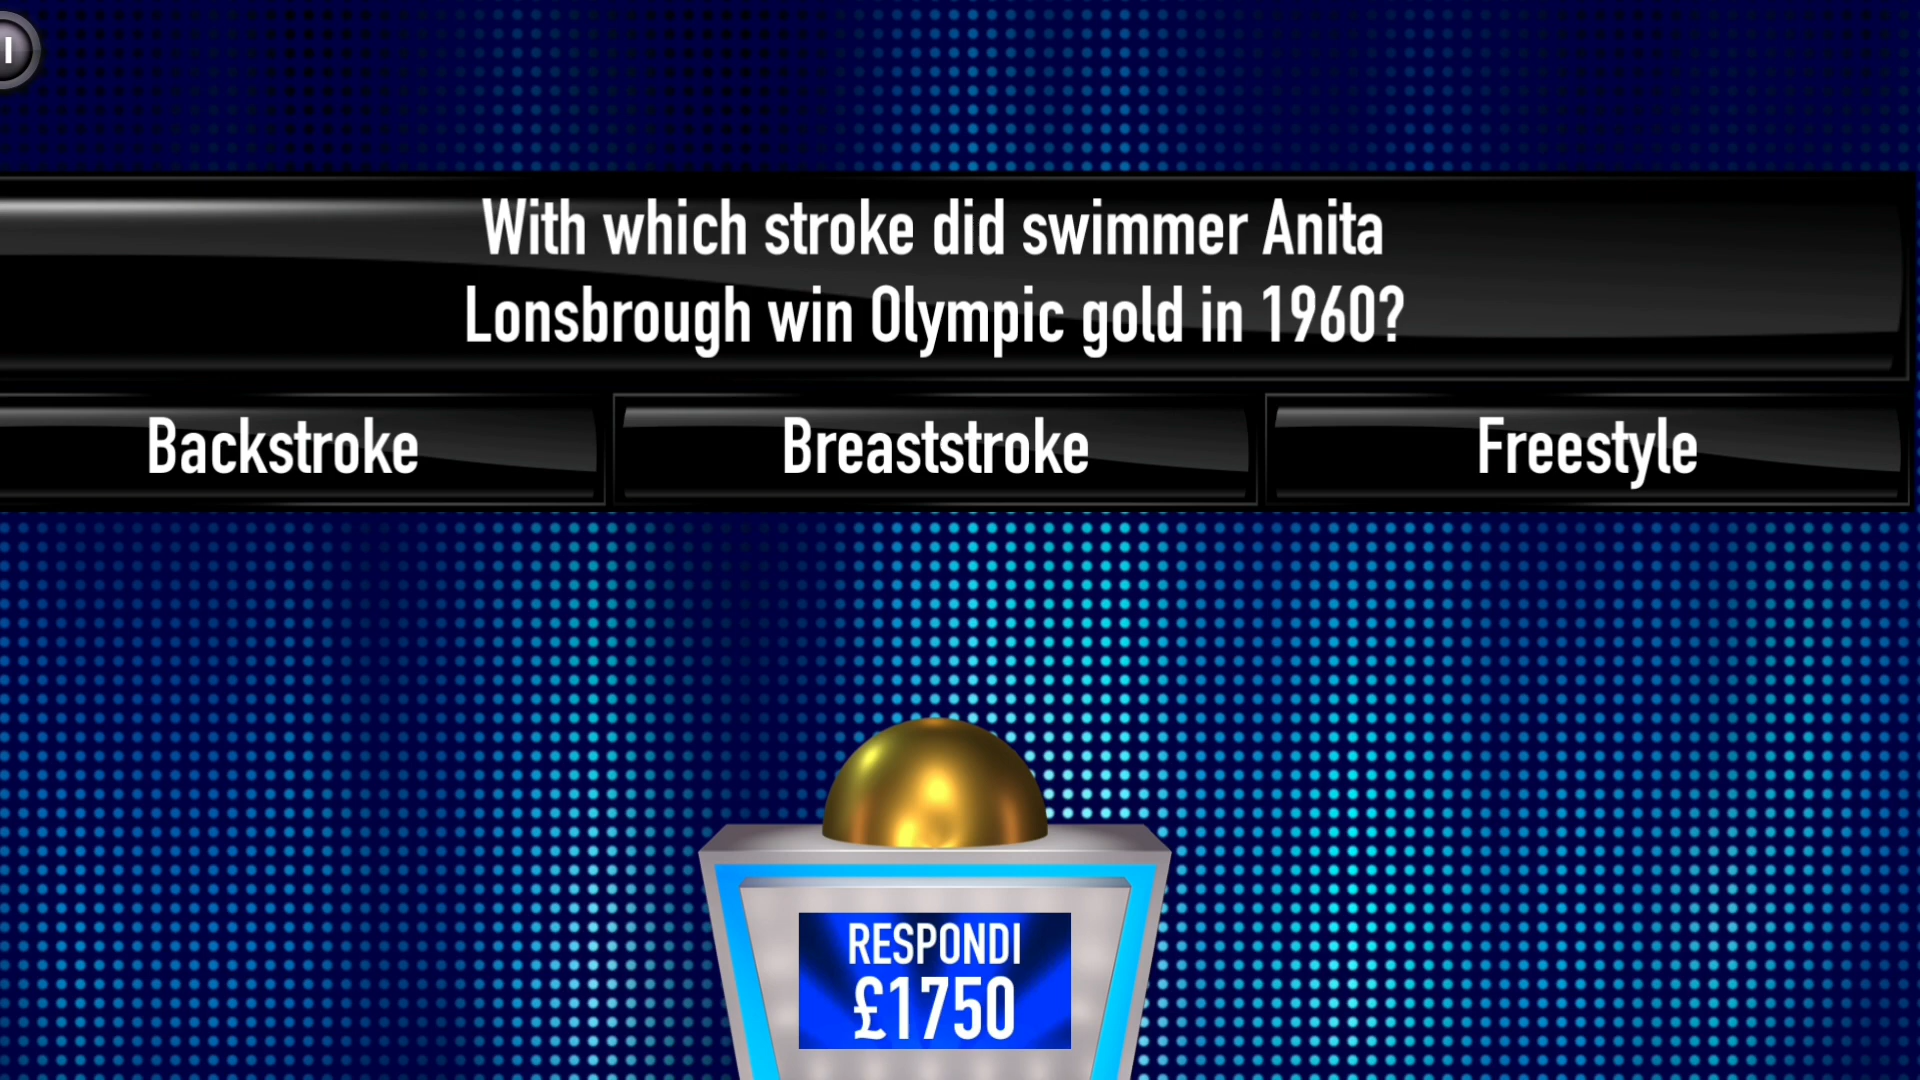 With which stroke did swimmer Anita
Lonsbrough win Olympic gold in 1960?
Backstroke
Breaststroke
Freestyle
RESPONDI
£1750